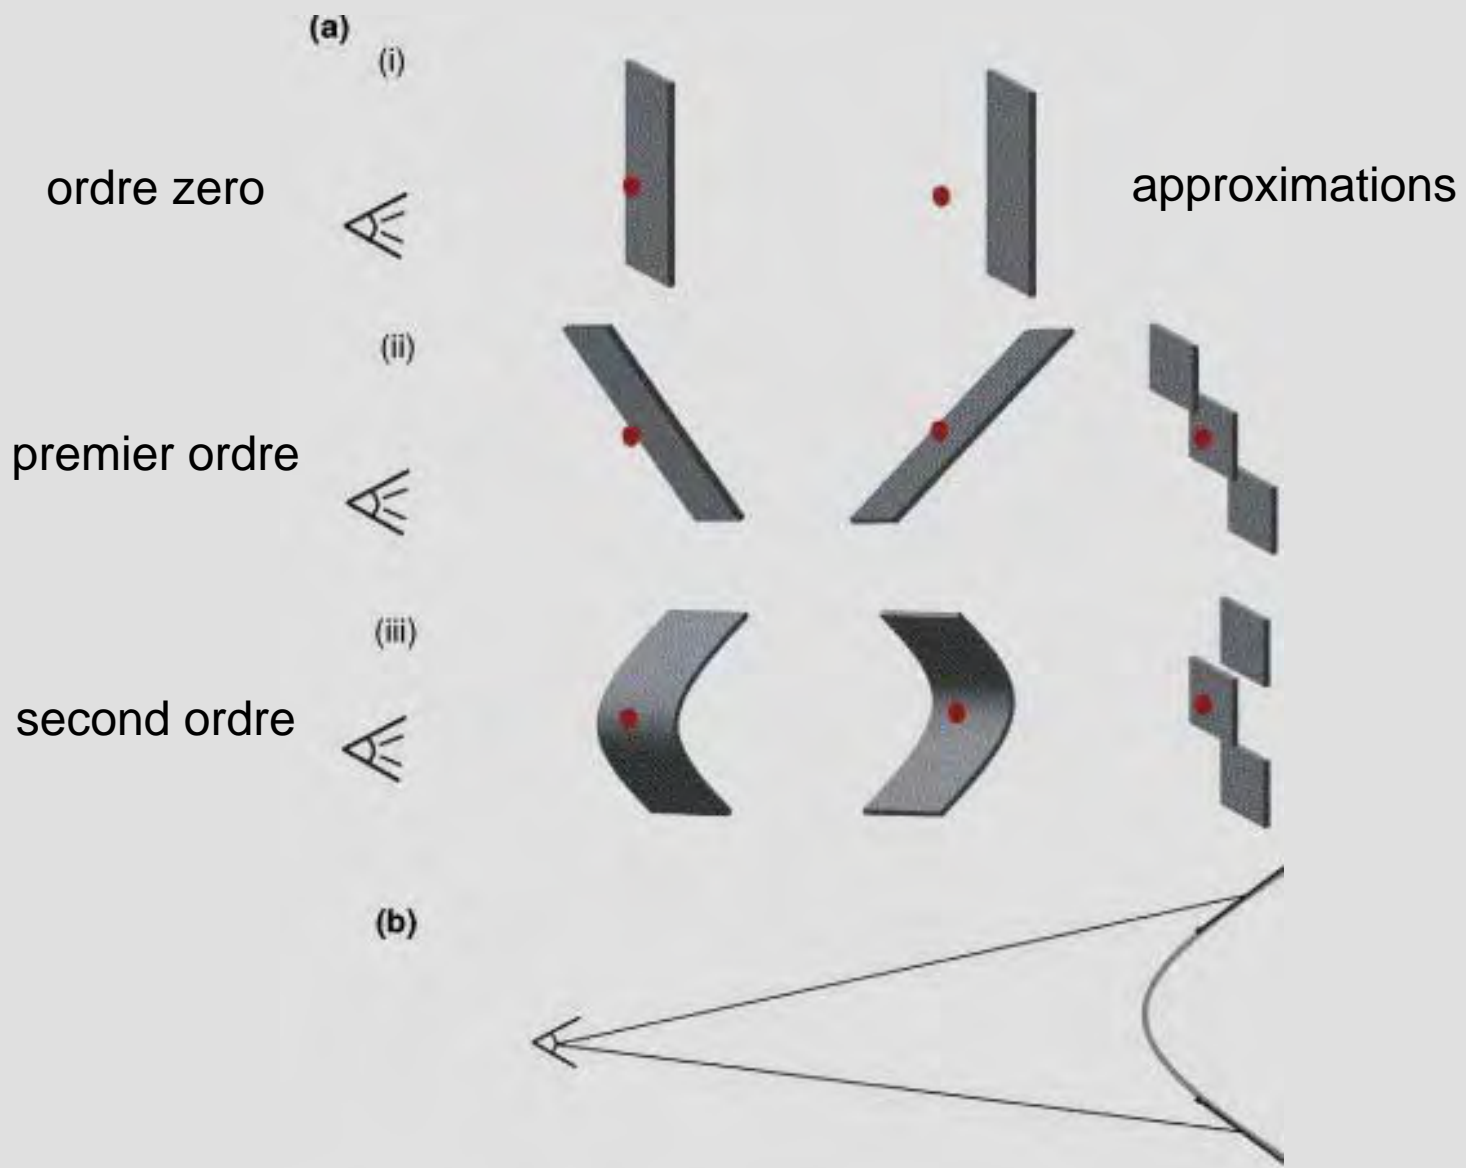 (a)
(i)
ordre zero
approximations
(ii)
premier ordre
(iii)
second ordre
(b)